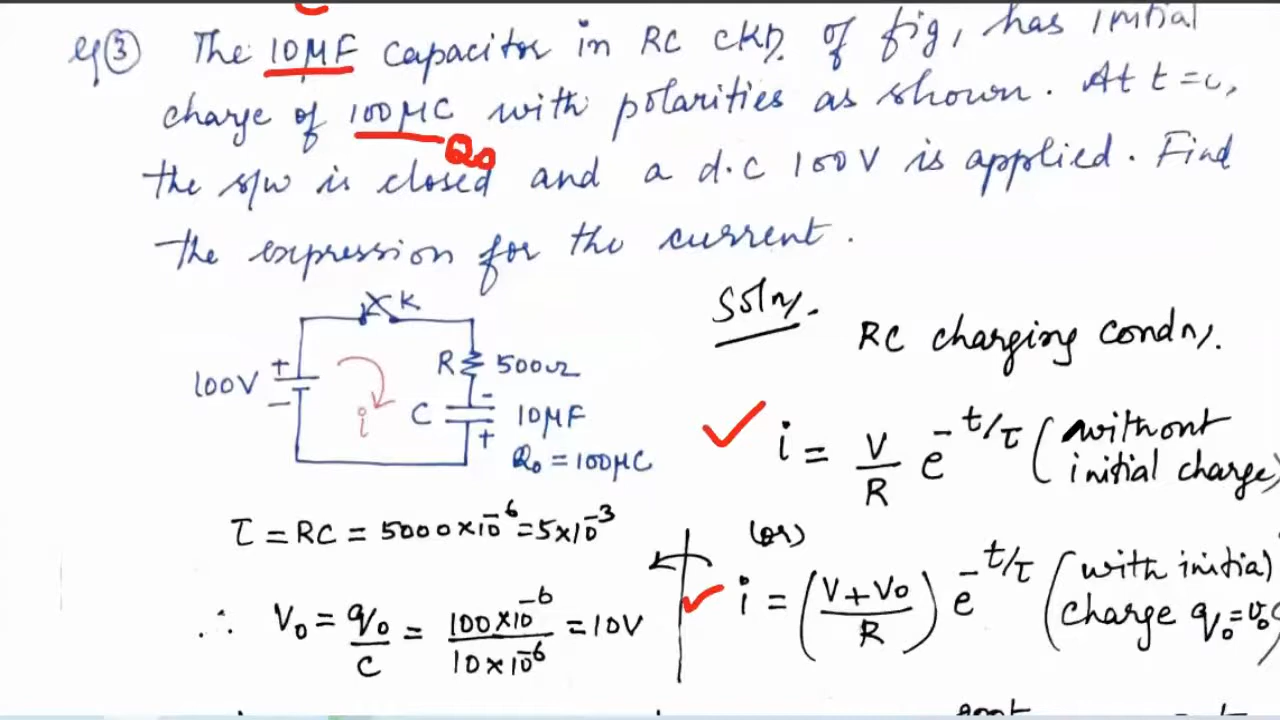 eg ③ The 10μF capacitor in RC ckt. of fig, has initial
charge of 100μC with polarities as shown. At t=0,
Q₀
the s/w is closed and a d.c 100V is applied. Find
the expression for the current.
K
100V + −
i
R 500Ω
C − + 10μF
Q₀ = 100μC
Soln.
RC charging condn.
i = V/R e^(−t/τ) (without initial charge)
(or)
i = ((V+V₀)/R) e^(−t/τ) (with initial charge q₀=v₀C
τ = RC = 5000×10⁻⁶ = 5×10⁻³
∴ V₀ = q₀/C = (100×10⁻⁶)/(10×10⁻⁶) = 10V